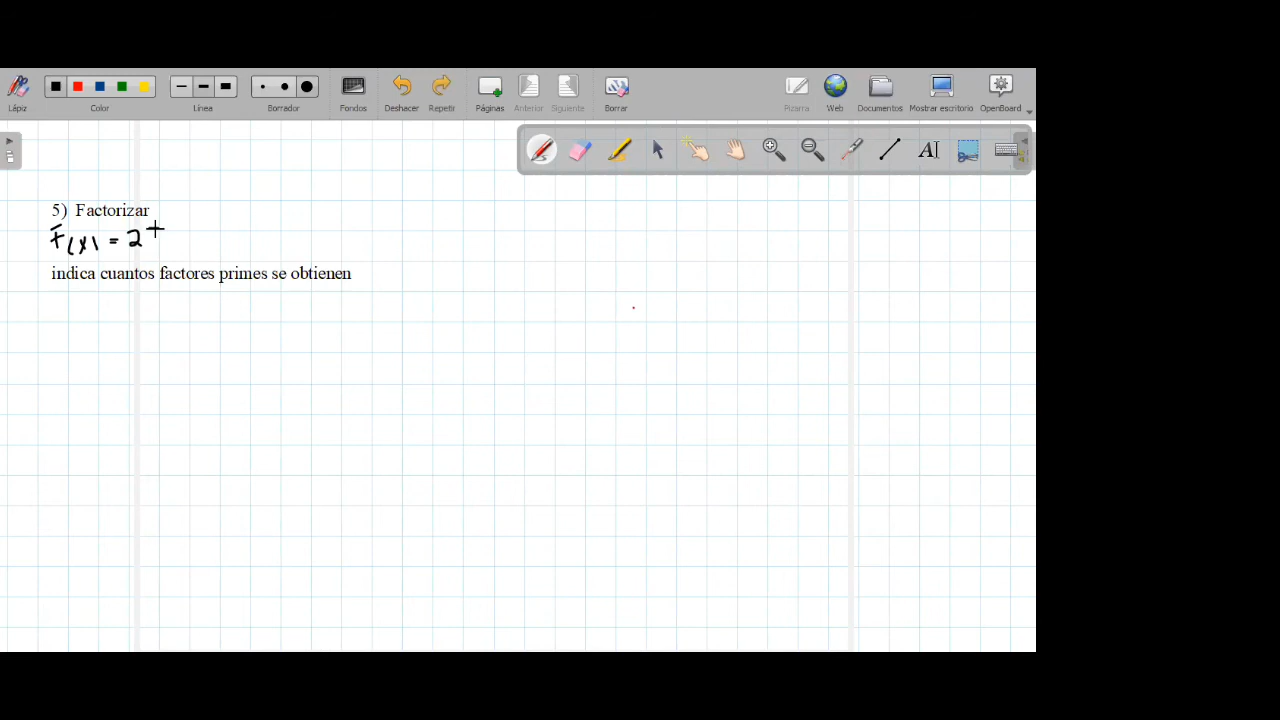 Lápiz
Color
Línea
Borrador
Fondos
Deshacer
Repetir
Páginas
Anterior
Siguiente
Borrar
Pizarra
Web
Documentos
Mostrar escritorio
OpenBoard
5) Factorizar
F(x) = 2+
indica cuantos factores primes se obtienen